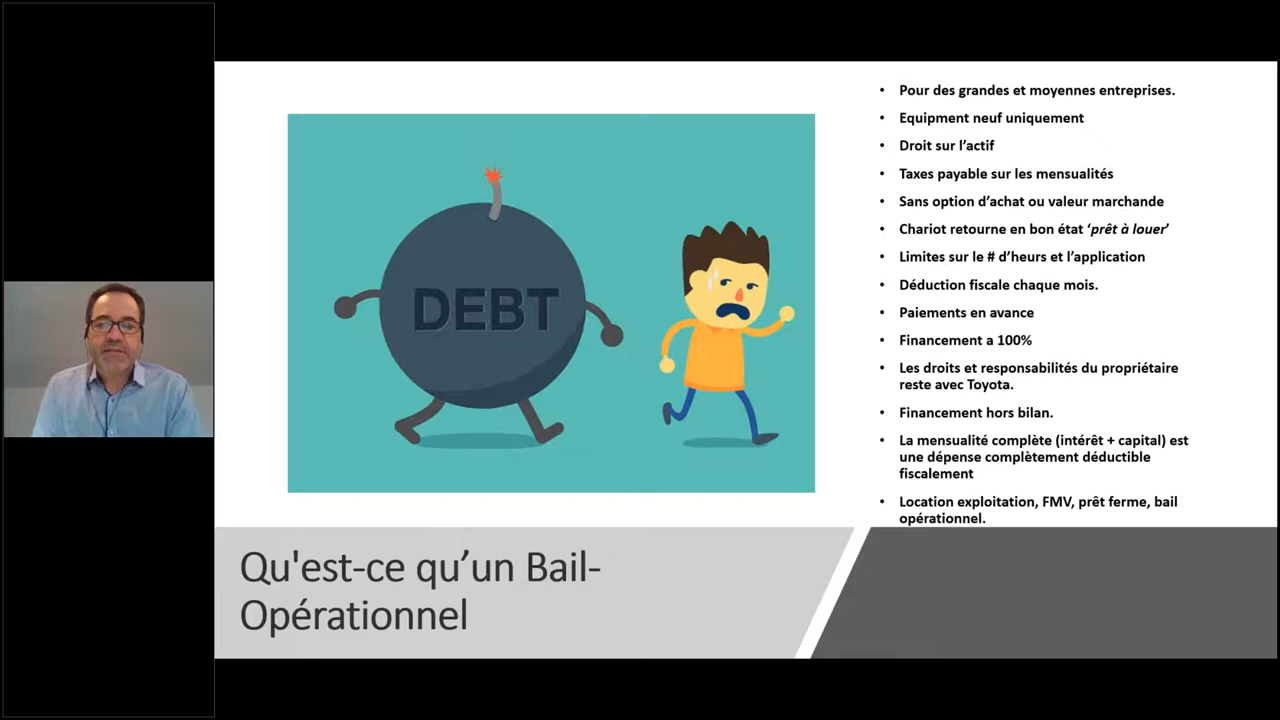 DEBT
• Pour des grandes et moyennes entreprises.
• Equipment neuf uniquement
• Droit sur l’actif
• Taxes payable sur les mensualités
• Sans option d’achat ou valeur marchande
• Chariot retourne en bon état ‘prêt à louer’
• Limites sur le # d’heurs et l’application
• Déduction fiscale chaque mois.
• Paiements en avance
• Financement a 100%
• Les droits et responsabilités du propriétaire
reste avec Toyota.
• Financement hors bilan.
• La mensualité complète (intérêt + capital) est
une dépense complètement déductible
fiscalement
• Location exploitation, FMV, prêt ferme, bail
opérationnel.
Qu'est-ce qu’un Bail-
Opérationnel